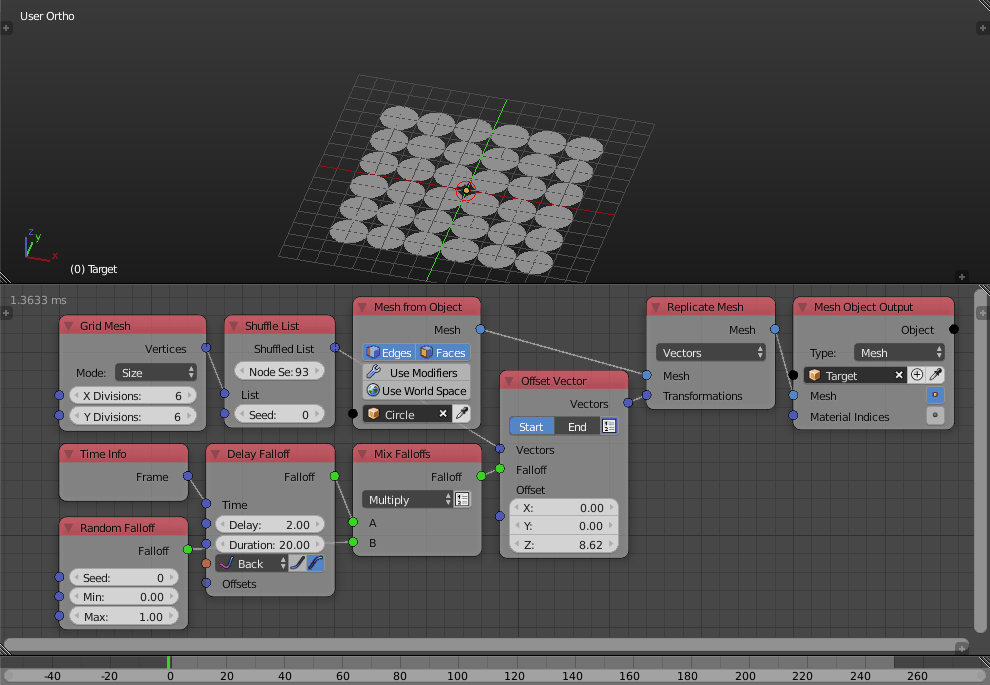 User Ortho
z
y
x
(0) Target
1.3633 ms
Grid Mesh
Vertices
Mode: Size
X Divisions: 6
Y Divisions: 6
Shuffle List
Shuffled List
Node Se: 93
List
Seed: 0
Mesh from Object
Mesh
Edges Faces
Use Modifiers
Use World Space
Circle
Time Info
Frame
Random Falloff
Falloff
Seed: 0
Min: 0.00
Max: 1.00
Delay Falloff
Falloff
Time
Delay: 2.00
Duration: 20.00
Back
Offsets
Mix Falloffs
Falloff
Multiply
A
B
Offset Vector
Vectors
Start End
Vectors
Falloff
Offset
X: 0.00
Y: 0.00
Z: 8.62
Replicate Mesh
Mesh
Vectors
Mesh
Transformations
Mesh Object Output
Object
Type: Mesh
Target
Mesh
Material Indices
-40 -20 0 20 40 60 80 100 120 140 160 180 200 220 240 260